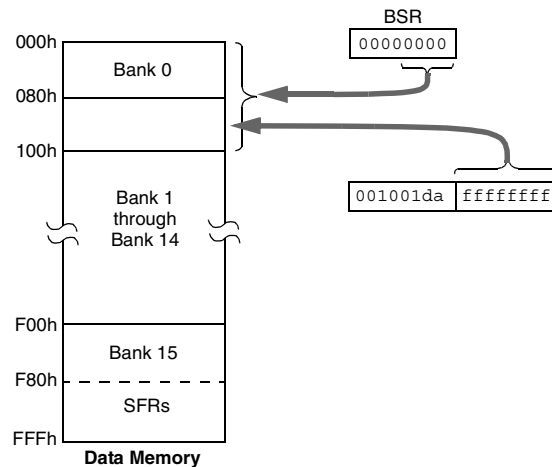 BSR
000h
00000000
Bank 0
080h
100h
Bank 1
through
Bank 14
001001da ffffffff
F00h
Bank 15
F80h
SFRs
FFFh
Data Memory